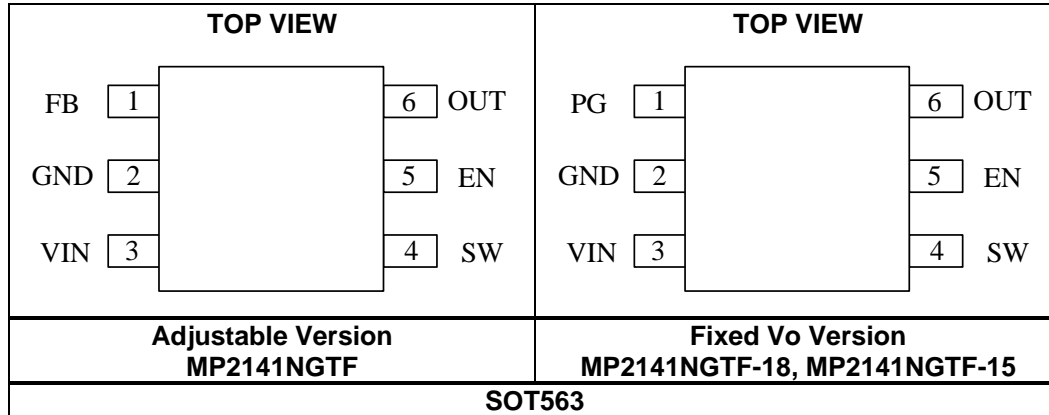 TOP VIEW
FB 1 6 OUT
GND 2 5 EN
VIN 3 4 SW
Adjustable Version
MP2141NGTF
TOP VIEW
PG 1 6 OUT
GND 2 5 EN
VIN 3 4 SW
Fixed Vo Version
MP2141NGTF-18, MP2141NGTF-15
SOT563